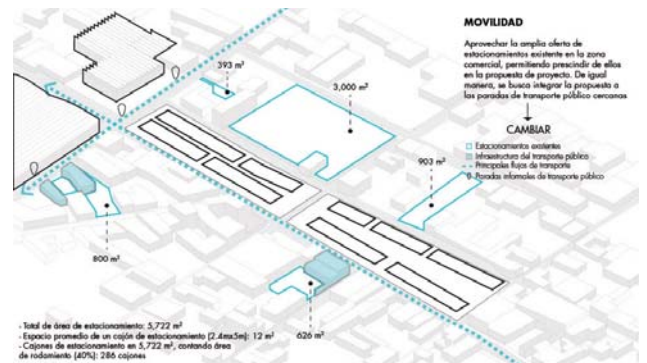 MOVILIDAD
Aprovechar la amplia oferta de
estacionamientos existente en la zona
comercial, permitiendo prescindir de ellos
en la propuesta de proyecto. De igual
manera, se busca integrar la propuesta a
las paradas de transporte público cercanas
CAMBIAR
Estacionamientos existentes
Infraestructura del transporte público
Principales flujos de transporte
Paradas informales de transporte público
393 m²
3,000 m²
903 m²
800 m²
626 m²
- Total de área de estacionamiento: 5,722 m²
- Espacio promedio de un cajón de estacionamiento (2.4mx5m): 12 m²
- Cajones de estacionamiento en 5,722 m², contando área
de rodamiento (40%): 286 cajones